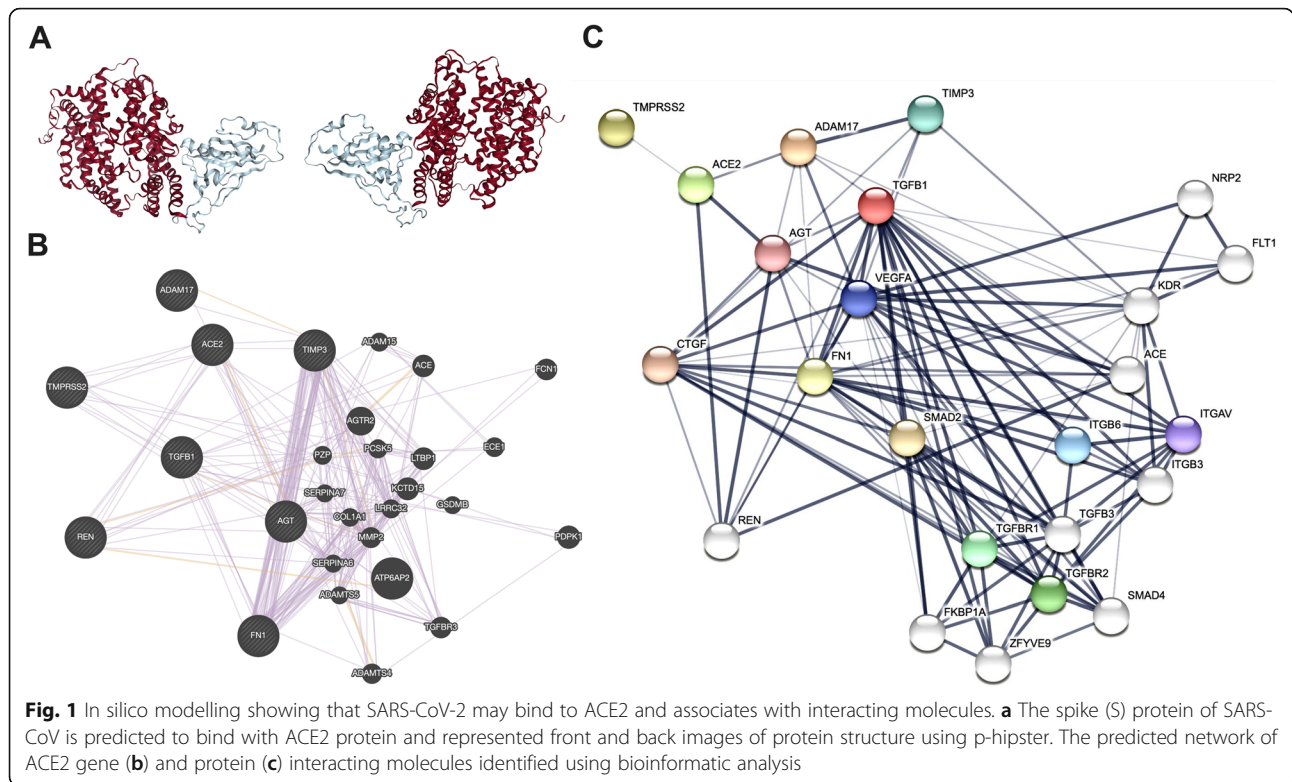 A
B
C
ADAM17
ACE2
TIMP3
ADAM15
ACE
FCN1
TMPRSS2
AGTR2
TGFB1
PZP
PCSK5
LTBP1
ECE1
SERPINA7
KCTD15
COL1A1
LRRC32
GSDMB
AGT
REN
MMP2
PDPK1
SERPINA6
ATP6AP2
ADAMTS5
FN1
TGFBR3
ADAMTS4
TMPRSS2
TIMP3
ADAM17
ACE2
TGFB1
NRP2
AGT
FLT1
VEGFA
KDR
CTGF
FN1
ACE
SMAD2
ITGAV
ITGB6
ITGB3
REN
TGFB3
TGFBR1
TGFBR2
SMAD4
FKBP1A
ZFYVE9
Fig. 1 In silico modelling showing that SARS-CoV-2 may bind to ACE2 and associates with interacting molecules. a The spike (S) protein of SARS-
CoV is predicted to bind with ACE2 protein and represented front and back images of protein structure using p-hipster. The predicted network of
ACE2 gene (b) and protein (c) interacting molecules identified using bioinformatic analysis